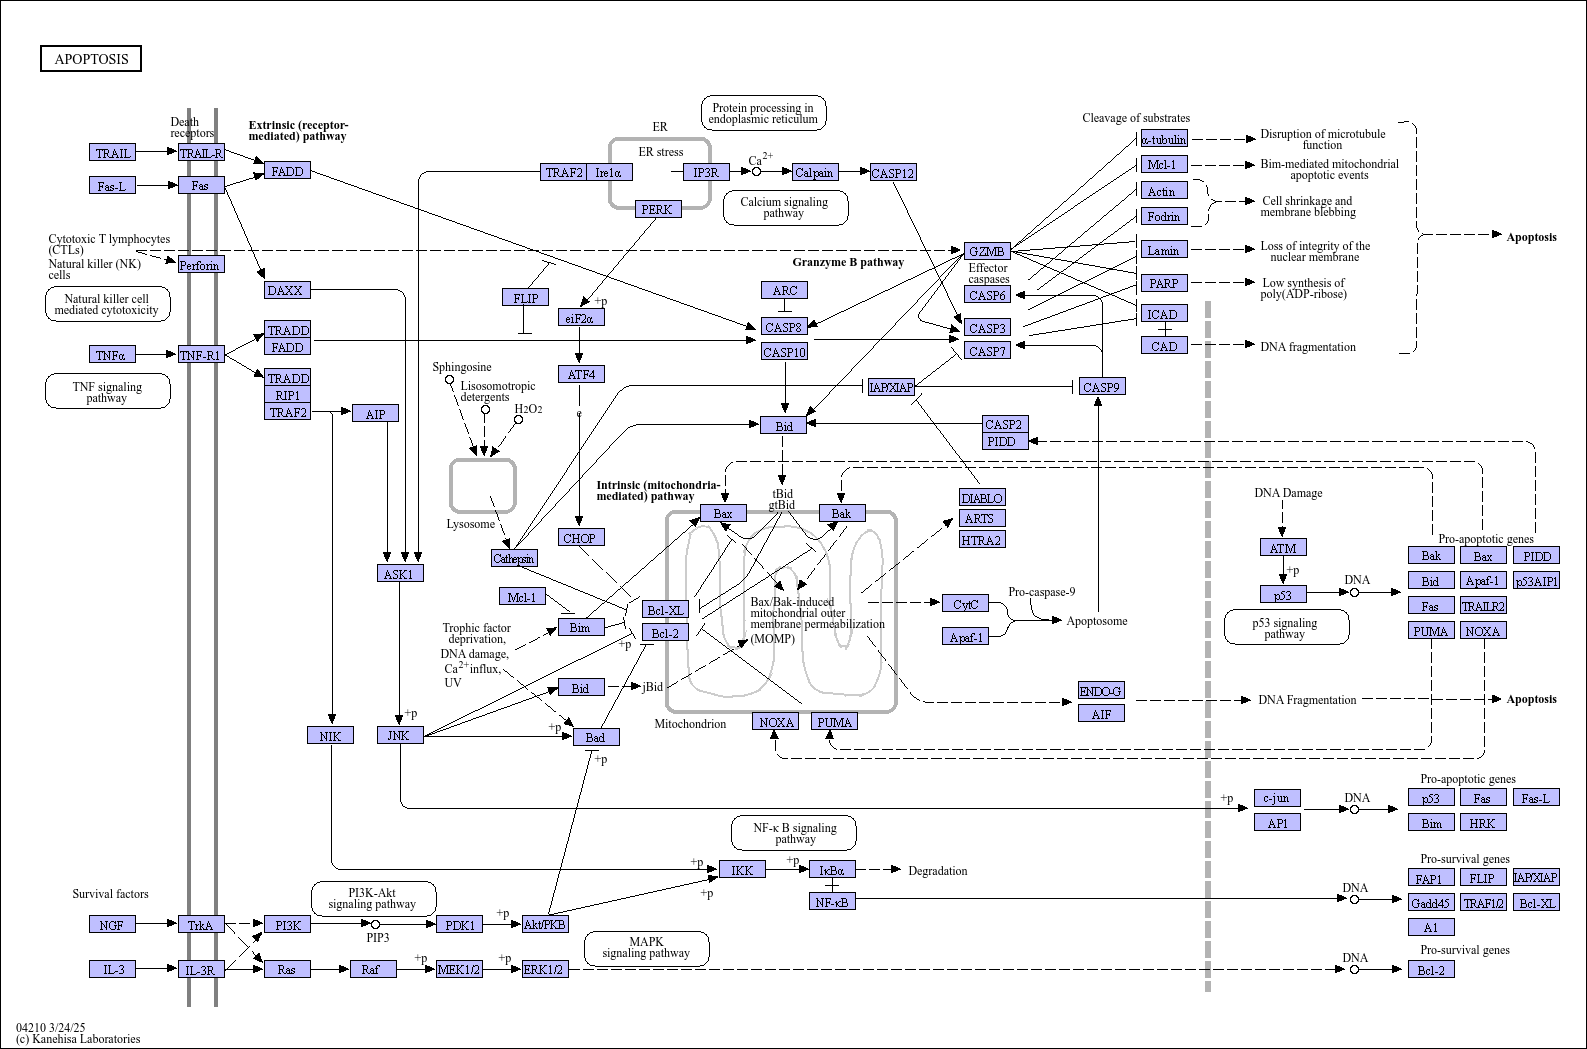 APOPTOSIS
Death
receptors
Extrinsic (receptor-
mediated) pathway
TRAIL
TRAIL-R
FADD
Fas-L
Fas
Cytotoxic T lymphocytes
(CTLs)
Natural killer (NK)
cells
Perforin
Natural killer cell
mediated cytotoxicity
DAXX
TNFα
TNF-R1
TRADD
FADD
TNF signaling
pathway
TRADD
RIP1
TRAF2
AIP
ER
Protein processing in
endoplasmic reticulum
ER stress
TRAF2
Ire1α
IP3R
Ca2+
Calpain
CASP12
PERK
Calcium signaling
pathway
Granzyme B pathway
GZMB
Effector
caspases
CASP6
CASP3
CASP7
FLIP
+p
eiF2α
ATF4
e
ARC
CASP8
CASP10
IAP/XIAP
CASP9
Cleavage of substrates
α-tubulin
Disruption of microtubule
function
Mcl-1
Bim-mediated mitochondrial
apoptotic events
Actin
Fodrin
Cell shrinkage and
membrane blebbing
Lamin
Loss of integrity of the
nuclear membrane
PARP
Low synthesis of
poly(ADP-ribose)
ICAD
CAD
DNA fragmentation
Apoptosis
Sphingosine
Lisosomotropic
detergents
H2O2
Lysosome
Cathepsin
Bid
CASP2
PIDD
Intrinsic (mitochondria-
mediated) pathway
tBid
gtBid
Bax
Bak
DIABLO
ARTS
HTRA2
CHOP
ASK1
Mcl-1
Bim
Bcl-XL
Bcl-2
+p
Bax/Bak-induced
mitochondrial outer
membrane permeabilization
(MOMP)
CytC
Apaf-1
Pro-caspase-9
Apoptosome
Trophic factor
deprivation,
DNA damage,
Ca2+influx,
UV
Bid
jBid
Mitochondrion
NOXA
PUMA
ENDO-G
AIF
DNA Fragmentation
Apoptosis
DNA Damage
ATM
+p
p53
DNA
p53 signaling
pathway
Pro-apoptotic genes
Bak
Bax
PIDD
Bid
Apaf-1
p53AIP1
Fas
TRAILR2
PUMA
NOXA
NIK
+p
JNK
+p
Bad
+p
+p
c-jun
AP1
DNA
Pro-apoptotic genes
p53
Fas
Fas-L
Bim
HRK
NF-κ B signaling
pathway
+p
IKK
+p
IκBα
Degradation
+p
NF-κB
DNA
Pro-survival genes
FAP1
FLIP
IAP/XIAP
Gadd45
TRAF1/2
Bcl-XL
A1
Survival factors
PI3K-Akt
signaling pathway
NGF
TrkA
PI3K
PIP3
PDK1
+p
Akt/PKB
MAPK
signaling pathway
IL-3
IL-3R
Ras
Raf
+p
MEK1/2
+p
ERK1/2
DNA
Pro-survival genes
Bcl-2
04210 3/24/25
(c) Kanehisa Laboratories